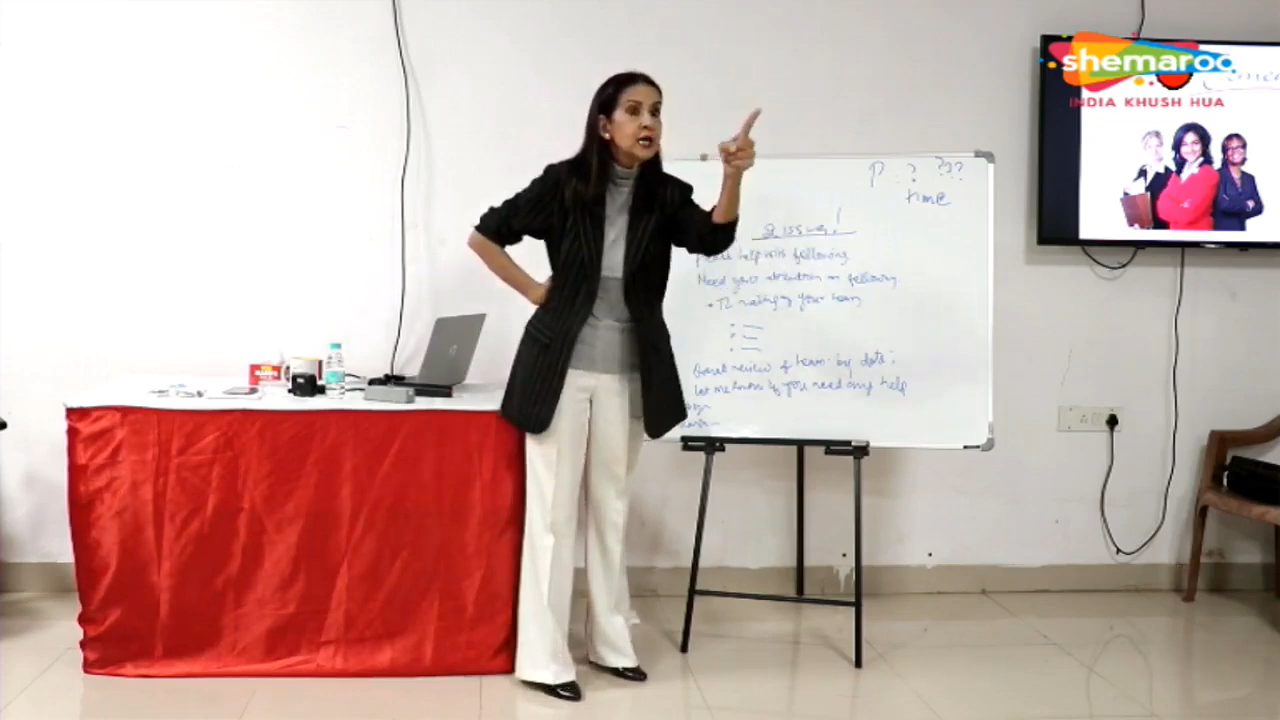 shemaroo
INDIA KHUSH HUA
P : ? ???
time
issues!
help with following
Need your attention on following
• TL rating of your team
Overall review of team by date :
Let me know if you need any help